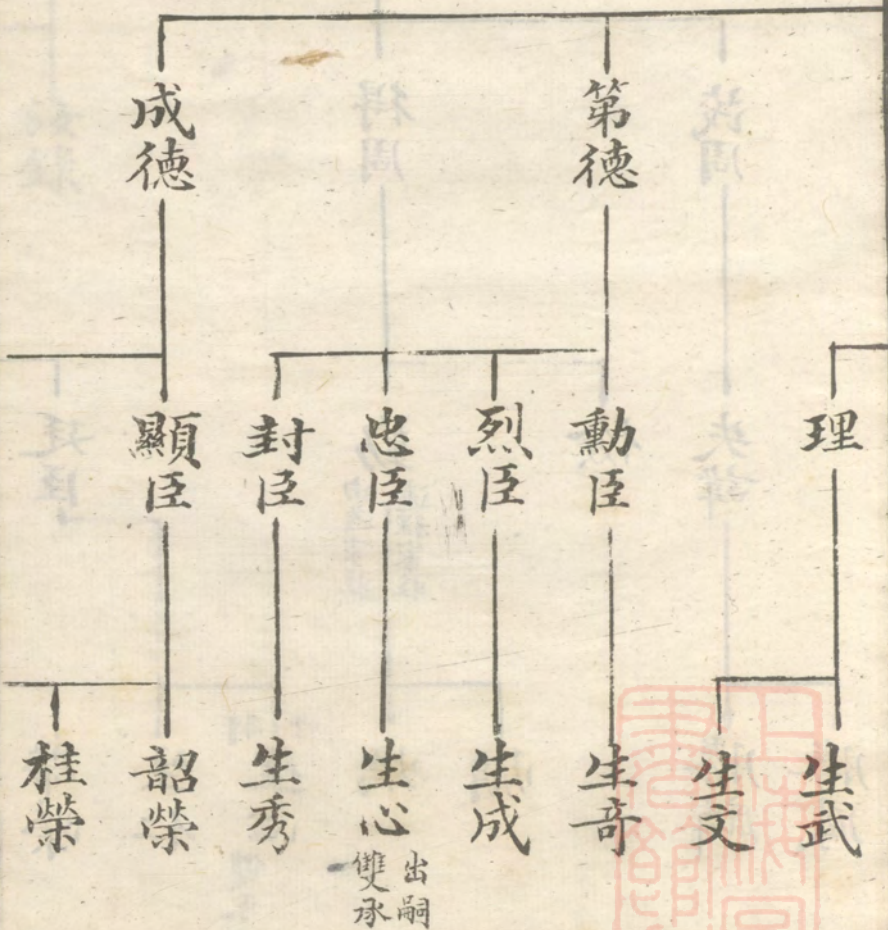 第德
成德
理
勳臣
烈臣
忠臣
封臣
顯臣
生武
生文
生竒
生成
生心 出嗣雙承
生秀
韶榮
桂榮